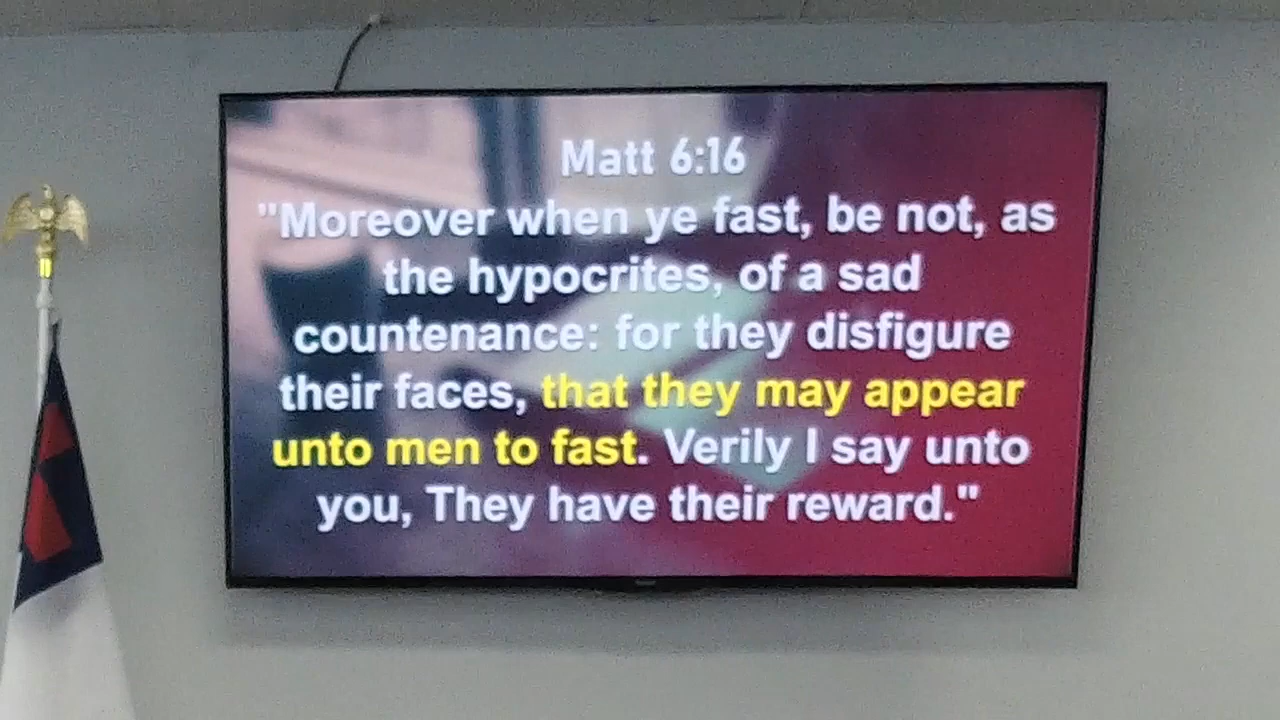 Matt 6:16
"Moreover when ye fast, be not, as
the hypocrites, of a sad
countenance: for they disfigure
their faces, that they may appear
unto men to fast. Verily I say unto
you, They have their reward."